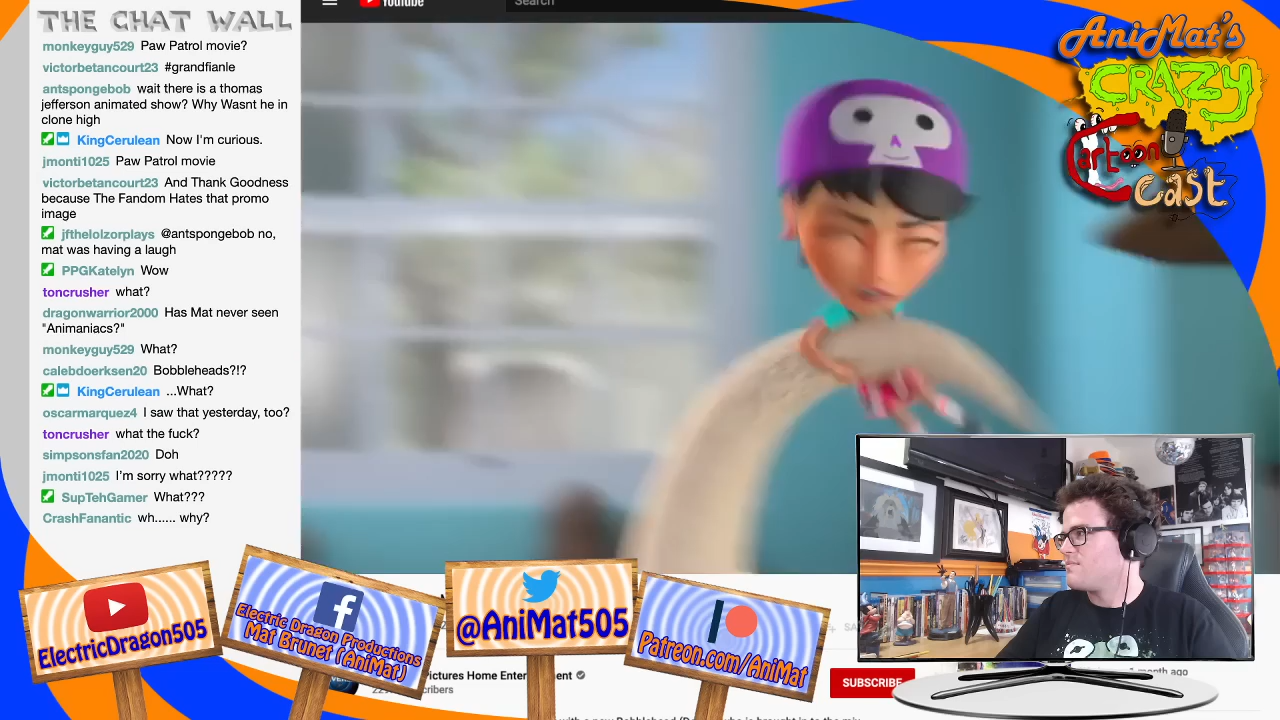 THE CHAT WALL
monkeyguy529 Paw Patrol movie?
victorbetancourt23 #grandfianle
antspongebob wait there is a thomas
jefferson animated show? Why Wasnt he in
clone high
KingCerulean Now I'm curious.
jmonti1025 Paw Patrol movie
victorbetancourt23 And Thank Goodness
because The Fandom Hates that promo
image
jfthelolzorplays @antspongebob no,
mat was having a laugh
PPGKatelyn Wow
toncrusher what?
dragonwarrior2000 Has Mat never seen
"Animaniacs?"
monkeyguy529 What?
calebdoerksen20 Bobbleheads?!?
KingCerulean ...What?
oscarmarquez4 I saw that yesterday, too?
toncrusher what the fuck?
simpsonsfan2020 Doh
jmonti1025 I'm sorry what?????
SupTehGamer What???
CrashFanantic wh...... why?
YouTube
Search
AniMat's
CRAZY
Cartoon
Cast
ElectricDragon505
Electric Dragon Productions
Mat Brunet (AniMat)
@AniMat505
Patreon.com/AniMat
ictures Home Enter
ent
cribers
SUBSCRIBE
month ago